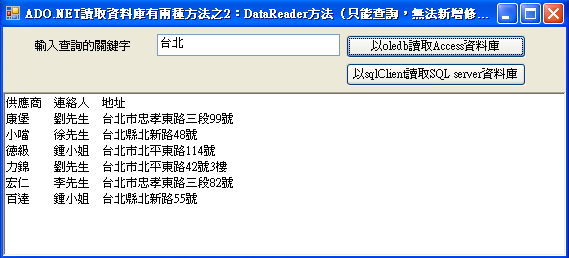 ADO.NET讀取資料庫有兩種方法之2：DataReader方法（只能查詢，無法新增修...
輸入查詢的關鍵字 台北 以oledb讀取Access資料庫
以sqlClient讀取SQL server資料庫
供應商 連絡人 地址
康堡 劉先生 台北市忠孝東路三段99號
小噹 徐先生 台北縣北新路48號
德級 鍾小姐 台北市北平東路114號
力錦 劉先生 台北市北平東路42號3樓
宏仁 李先生 台北市忠孝東路三段82號
百達 鍾小姐 台北縣北新路55號